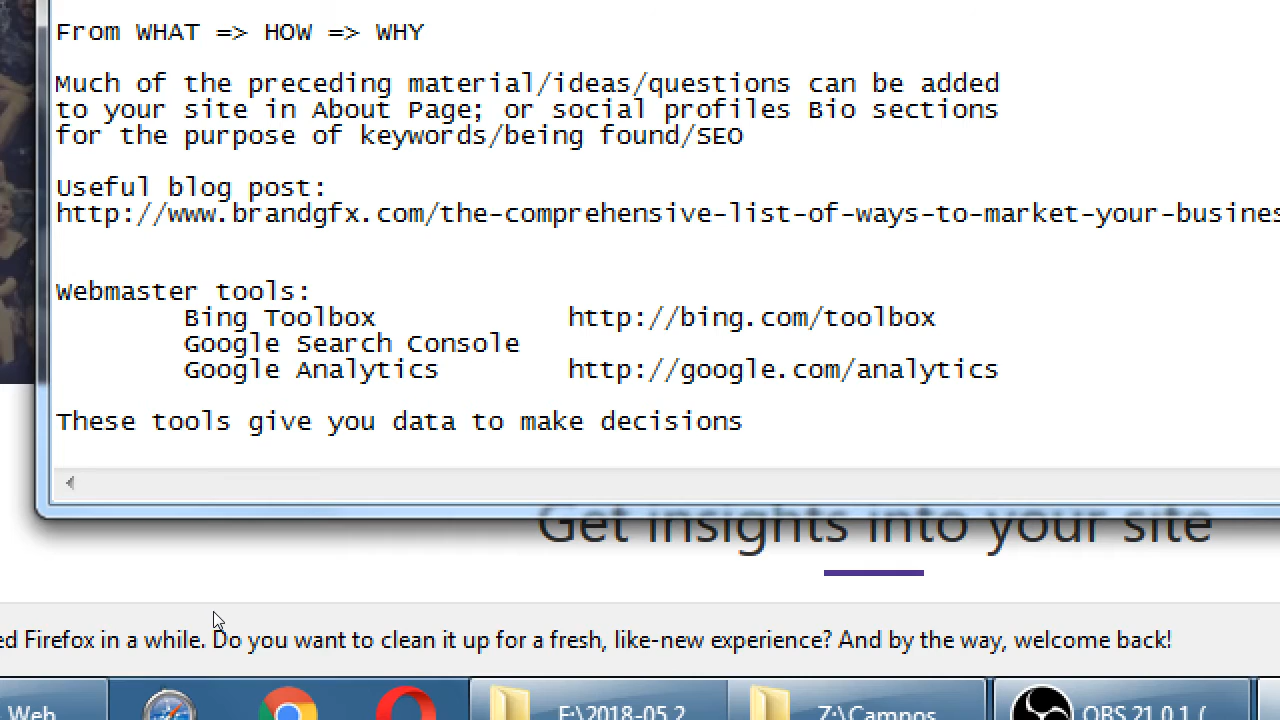 From WHAT => HOW => WHY
Much of the preceding material/ideas/questions can be added
to your site in About Page; or social profiles Bio sections
for the purpose of keywords/being found/SEO
Useful blog post:
http://www.brandgfx.com/the-comprehensive-list-of-ways-to-market-your-busines
Webmaster tools:
Bing Toolbox http://bing.com/toolbox
Google Search Console
Google Analytics http://google.com/analytics
These tools give you data to make decisions
Get insights into your site
ed Firefox in a while. Do you want to clean it up for a fresh, like-new experience? And by the way, welcome back!
Web F:\2018-05.2 Z:\Campos OBS 21.0.1 (